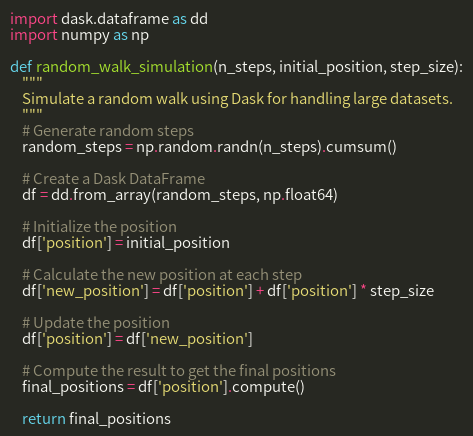 import dask.dataframe as dd
import numpy as np
def random_walk_simulation(n_steps, initial_position, step_size):
"""
Simulate a random walk using Dask for handling large datasets.
"""
# Generate random steps
random_steps = np.random.randn(n_steps).cumsum()
# Create a Dask DataFrame
df = dd.from_array(random_steps, np.float64)
# Initialize the position
df['position'] = initial_position
# Calculate the new position at each step
df['new_position'] = df['position'] + df['position'] * step_size
# Update the position
df['position'] = df['new_position']
# Compute the result to get the final positions
final_positions = df['position'].compute()
return final_positions